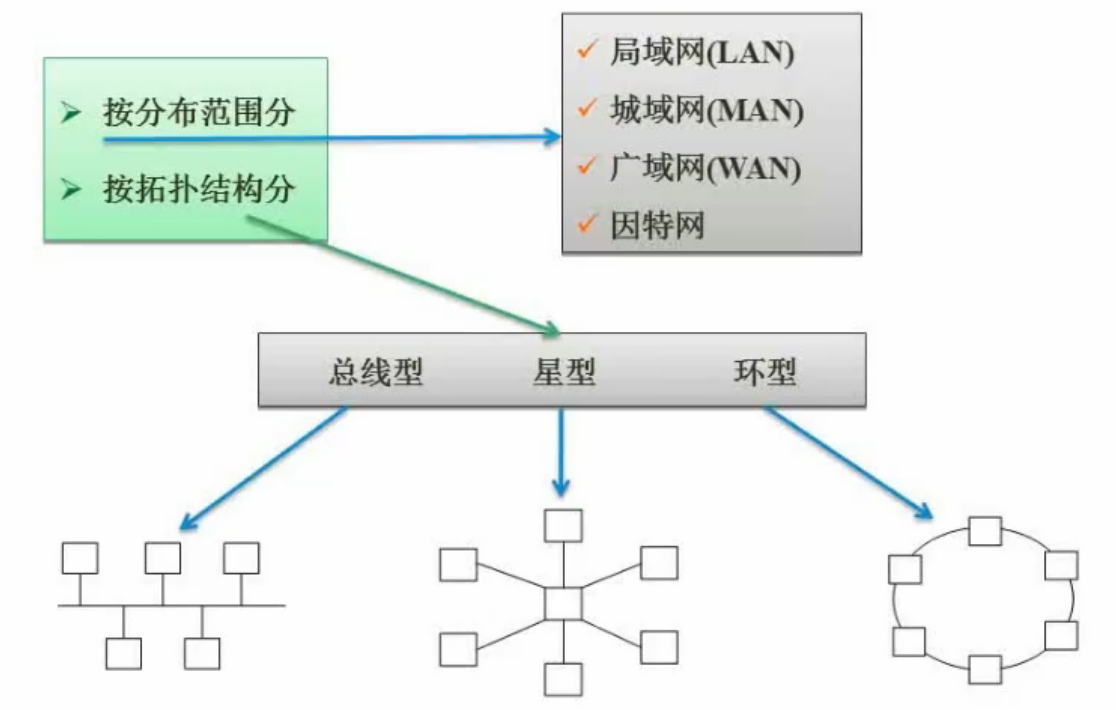 按分布范围分
按拓扑结构分
局域网(LAN)
城域网(MAN)
广域网(WAN)
因特网
总线型 星型 环型